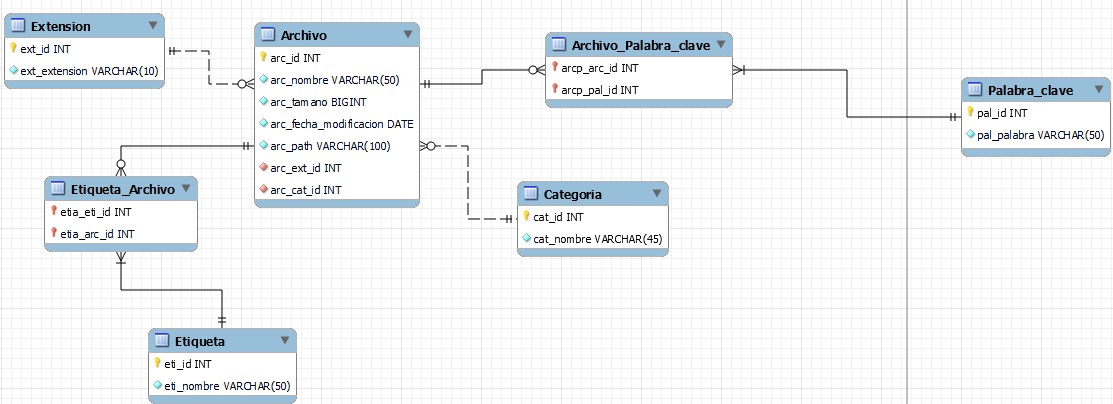 Extension
ext_id INT
ext_extension VARCHAR(10)
Archivo
arc_id INT
arc_nombre VARCHAR(50)
arc_tamano BIGINT
arc_fecha_modificacion DATE
arc_path VARCHAR(100)
arc_ext_id INT
arc_cat_id INT
Archivo_Palabra_clave
arcp_arc_id INT
arcp_pal_id INT
Palabra_clave
pal_id INT
pal_palabra VARCHAR(50)
Etiqueta_Archivo
etia_eti_id INT
etia_arc_id INT
Categoria
cat_id INT
cat_nombre VARCHAR(45)
Etiqueta
eti_id INT
eti_nombre VARCHAR(50)